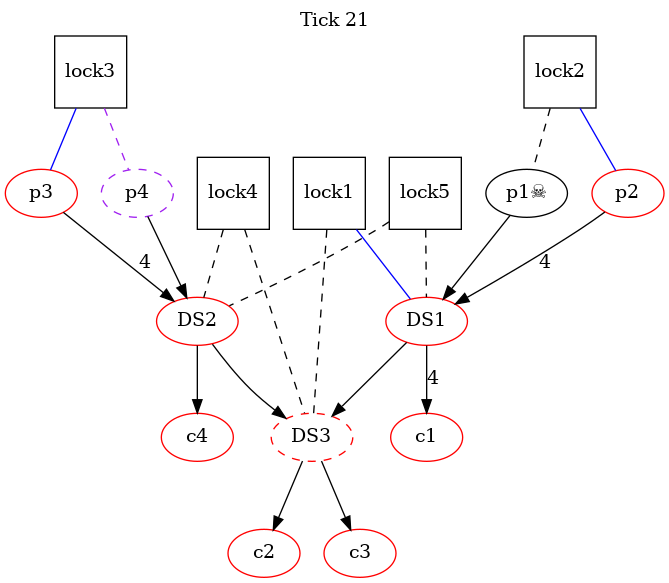 Tick 21
lock3
lock2
p3
p4
lock4
lock1
lock5
p1☠
p2
4
4
DS2
DS1
4
c4
DS3
c1
c2
c3